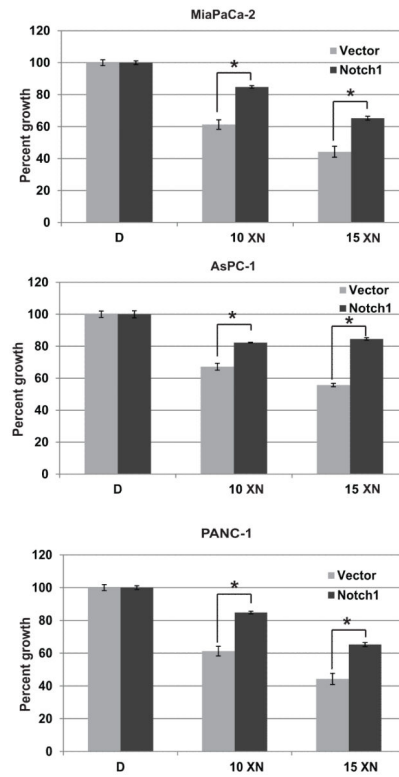 MiaPaCa-2
120
100
80
60
40
20
0
Percent growth
Vector
Notch1
*
*
D
10 XN
15 XN
AsPC-1
120
100
80
60
40
20
0
Percent growth
Vector
Notch1
*
*
D
10 XN
15 XN
PANC-1
120
100
80
60
40
20
0
Percent growth
Vector
Notch1
*
*
D
10 XN
15 XN